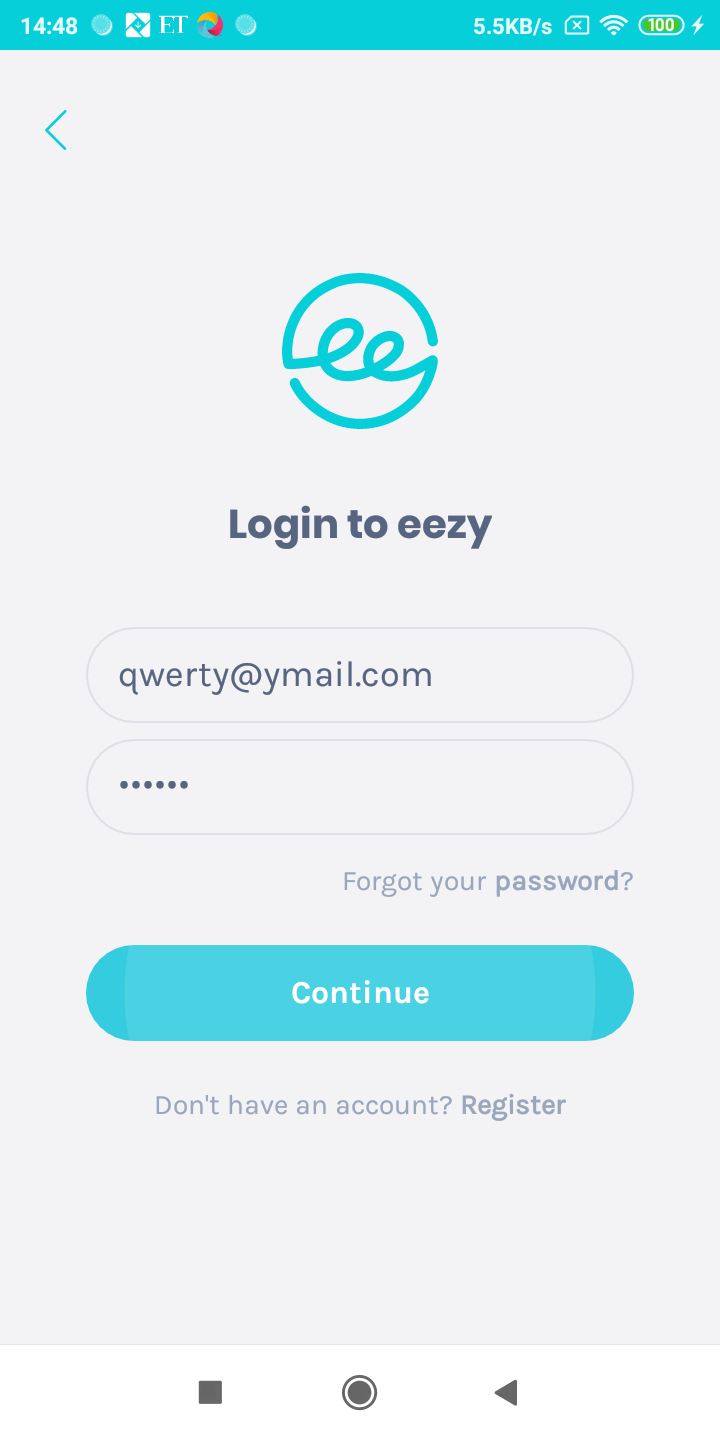 14:48 ET 5.5KB/s 100
ee
Login to eezy
qwerty@ymail.com
••••••
Forgot your password?
Continue
Don't have an account? Register